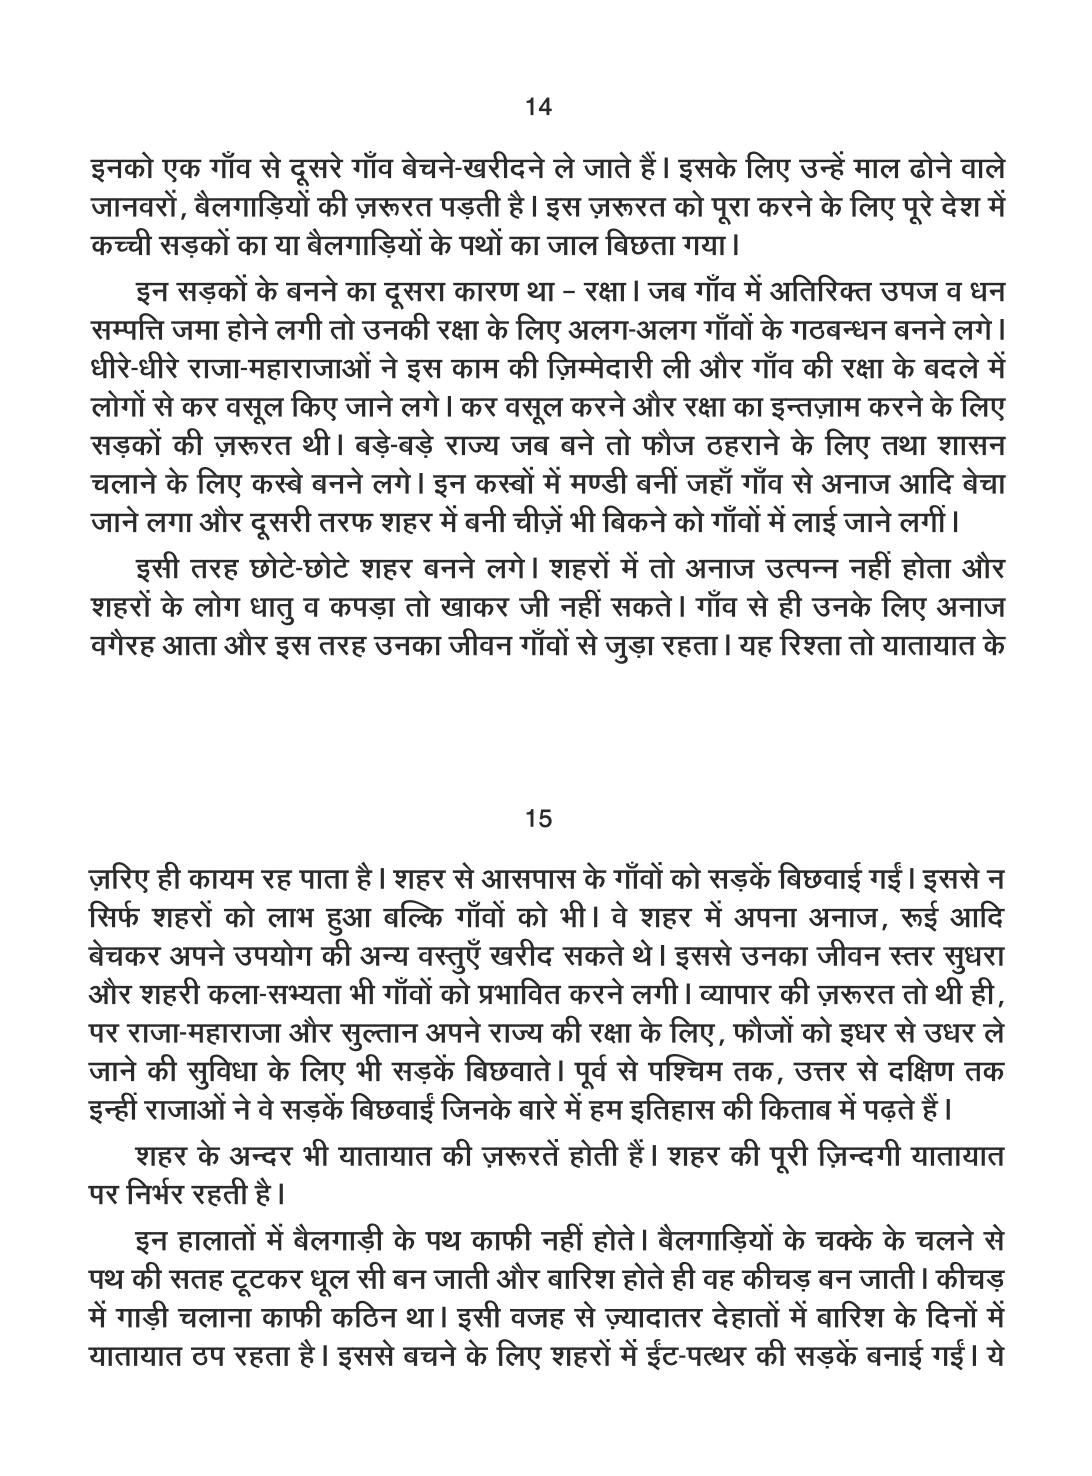 14
इनको एक गाँव से दूसरे गाँव बेचने-खरीदने ले जाते हैं। इसके लिए उन्हें माल ढोने वाले
जानवरों, बैलगाड़ियों की ज़रूरत पड़ती है। इस ज़रूरत को पूरा करने के लिए पूरे देश में
कच्ची सड़कों का या बैलगाड़ियों के पथों का जाल बिछता गया।
इन सड़कों के बनने का दूसरा कारण था – रक्षा। जब गाँव में अतिरिक्त उपज व धन
सम्पत्ति जमा होने लगी तो उनकी रक्षा के लिए अलग-अलग गाँवों के गठबन्धन बनने लगे।
धीरे-धीरे राजा-महाराजाओं ने इस काम की ज़िम्मेदारी ली और गाँव की रक्षा के बदले में
लोगों से कर वसूल किए जाने लगे। कर वसूल करने और रक्षा का इन्तज़ाम करने के लिए
सड़कों की ज़रूरत थी। बड़े-बड़े राज्य जब बने तो फौज ठहराने के लिए तथा शासन
चलाने के लिए कस्बे बनने लगे। इन कस्बों में मण्डी बनीं जहाँ गाँव से अनाज आदि बेचा
जाने लगा और दूसरी तरफ शहर में बनी चीज़ें भी बिकने को गाँवों में लाई जाने लगीं।
इसी तरह छोटे-छोटे शहर बनने लगे। शहरों में तो अनाज उत्पन्न नहीं होता और
शहरों के लोग धातु व कपड़ा तो खाकर जी नहीं सकते। गाँव से ही उनके लिए अनाज
वगैरह आता और इस तरह उनका जीवन गाँवों से जुड़ा रहता। यह रिश्ता तो यातायात के
15
ज़रिए ही कायम रह पाता है। शहर से आसपास के गाँवों को सड़कें बिछवाई गईं। इससे न
सिर्फ शहरों को लाभ हुआ बल्कि गाँवों को भी। वे शहर में अपना अनाज, रूई आदि
बेचकर अपने उपयोग की अन्य वस्तुएँ खरीद सकते थे। इससे उनका जीवन स्तर सुधरा
और शहरी कला-सभ्यता भी गाँवों को प्रभावित करने लगी। व्यापार की ज़रूरत तो थी ही,
पर राजा-महाराजा और सुल्तान अपने राज्य की रक्षा के लिए, फौजों को इधर से उधर ले
जाने की सुविधा के लिए भी सड़कें बिछवाते। पूर्व से पश्चिम तक, उत्तर से दक्षिण तक
इन्हीं राजाओं ने वे सड़कें बिछवाईं जिनके बारे में हम इतिहास की किताब में पढ़ते हैं।
शहर के अन्दर भी यातायात की ज़रूरतें होती हैं। शहर की पूरी ज़िन्दगी यातायात
पर निर्भर रहती है।
इन हालातों में बैलगाड़ी के पथ काफी नहीं होते। बैलगाड़ियों के चक्के के चलने से
पथ की सतह टूटकर धूल सी बन जाती और बारिश होते ही वह कीचड़ बन जाती। कीचड़
में गाड़ी चलाना काफी कठिन था। इसी वजह से ज़्यादातर देहातों में बारिश के दिनों में
यातायात ठप रहता है। इससे बचने के लिए शहरों में ईंट-पत्थर की सड़कें बनाई गईं। ये